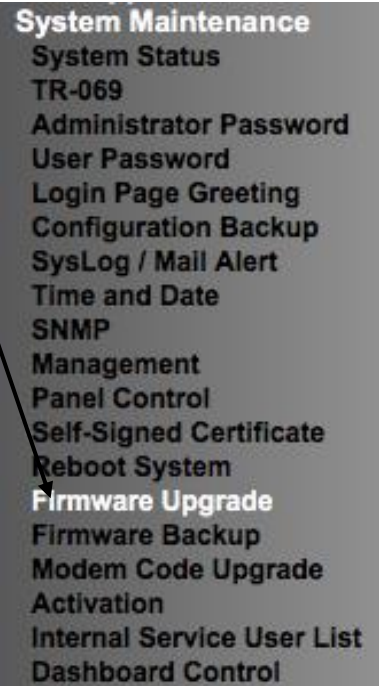 System Maintenance
System Status
TR-069
Administrator Password
User Password
Login Page Greeting
Configuration Backup
SysLog / Mail Alert
Time and Date
SNMP
Management
Panel Control
Self-Signed Certificate
Reboot System
Firmware Upgrade
Firmware Backup
Modem Code Upgrade
Activation
Internal Service User List
Dashboard Control